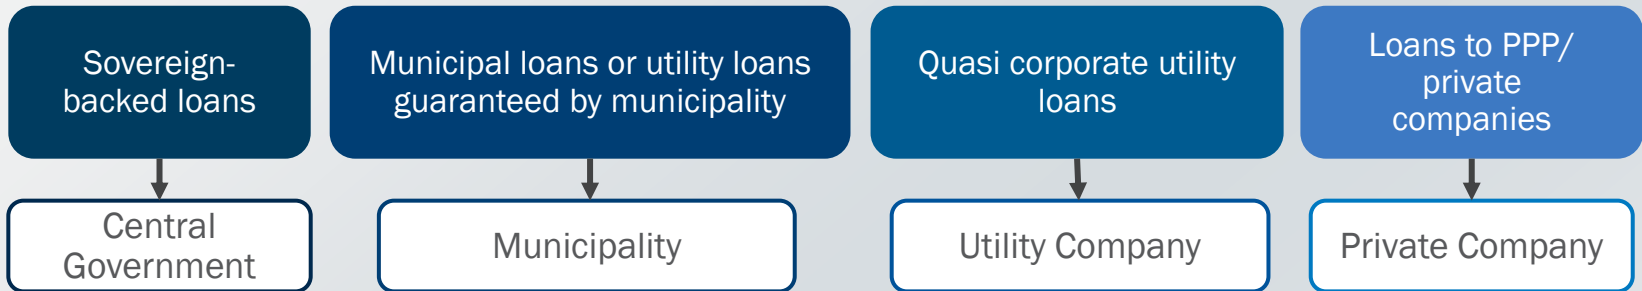 Sovereign-
backed loans
Municipal loans or utility loans
guaranteed by municipality
Quasi corporate utility
loans
Loans to PPP/
private
companies
Central
Government
Municipality
Utility Company
Private Company